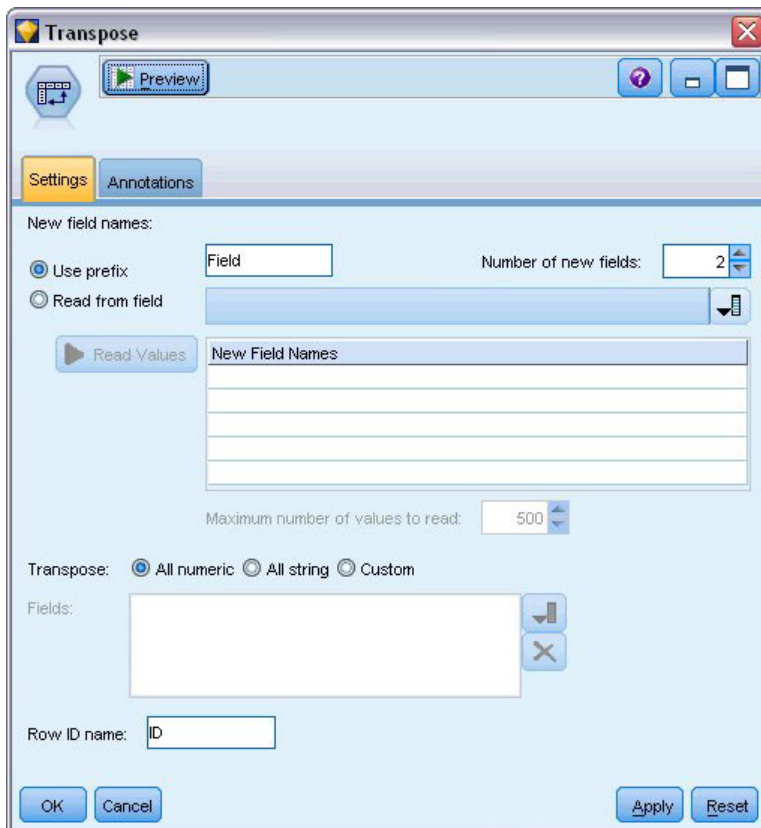 Transpose
Preview
Settings
Annotations
New field names:
Use prefix
Field
Number of new fields:
2
Read from field
Read Values
New Field Names
Maximum number of values to read:
500
Transpose:
All numeric
All string
Custom
Fields:
Row ID name:
ID
OK
Cancel
Apply
Reset